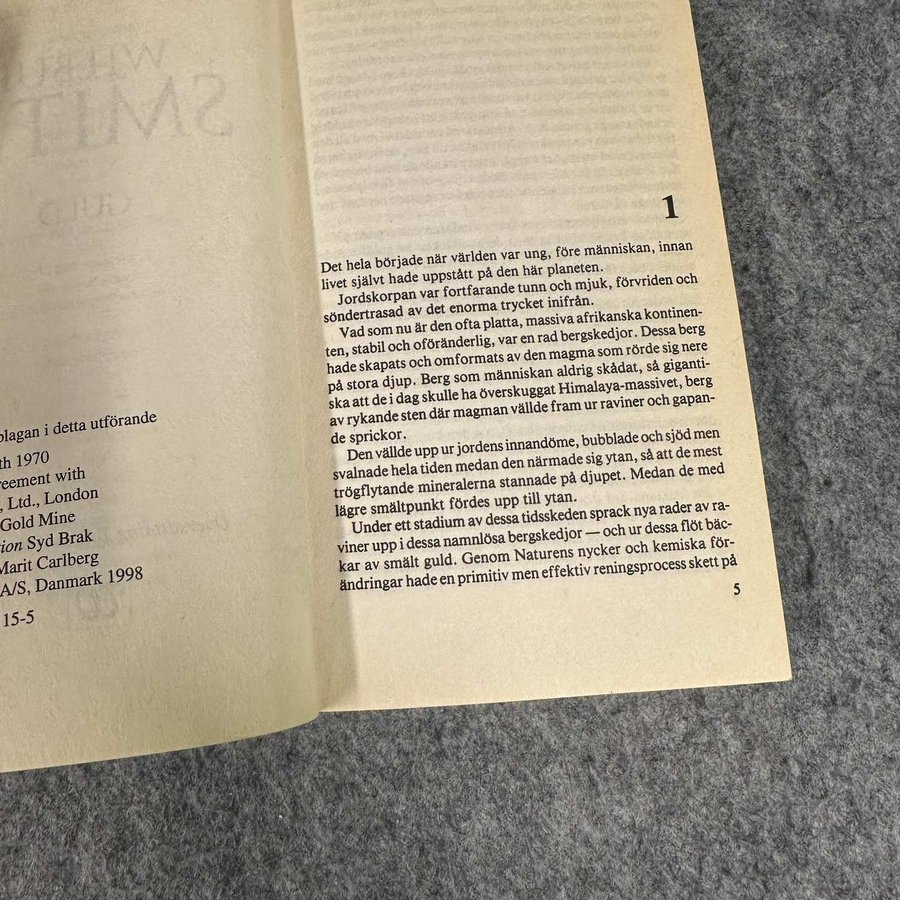 plagan i detta utförande
th 1970
reement with
, Ltd., London
Gold Mine
tion Syd Brak
Marit Carlberg
A/S, Danmark 1998
15-5
1
Det hela började när världen var ung, före människan, innan
livet självt hade uppstått på den här planeten.
Jordskorpan var fortfarande tunn och mjuk, förvriden och
söndertrasad av det enorma trycket inifrån.
Vad som nu är den ofta platta, massiva afrikanska kontinen-
ten, stabil och oföränderlig, var en rad bergskedjor. Dessa berg
hade skapats och omformats av den magma som rörde sig nere
på stora djup. Berg som människan aldrig skådat, så giganti-
ska att de i dag skulle ha överskuggat Himalaya-massivet, berg
av rykande sten där magman vällde fram ur raviner och gapan-
de sprickor.
Den vällde upp ur jordens innandöme, bubblade och sjöd men
svalnade hela tiden medan den närmade sig ytan, så att de mest
trögflytande mineralerna stannade på djupet. Medan de med
lägre smältpunkt fördes upp till ytan.
Under ett stadium av dessa tidsskeden sprack nya rader av ra-
viner upp i dessa namnlösa bergskedjor — och ur dessa flöt bäc-
kar av smält guld. Genom Naturens nycker och kemiska för-
ändringar hade en primitiv men effektiv reningsprocess skett på
5